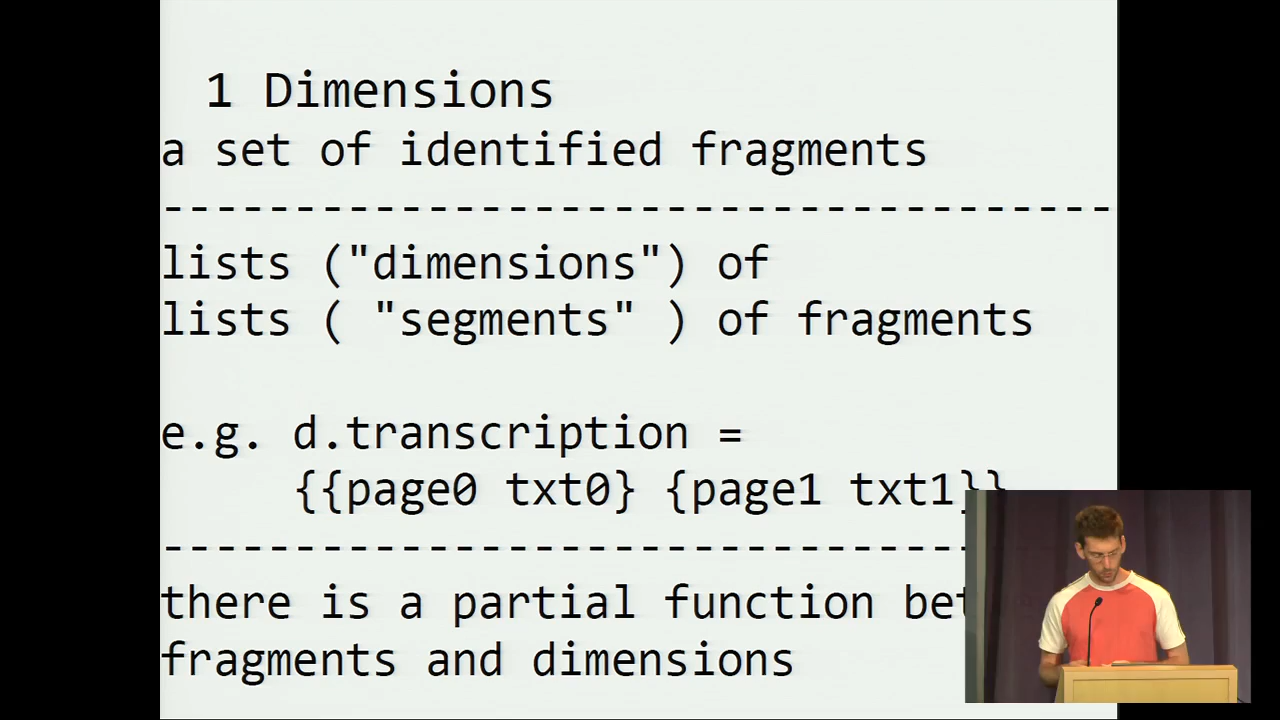 1 Dimensions
a set of identified fragments
------------------------------------
lists ("dimensions") of
lists ( "segments" ) of fragments
e.g. d.transcription =
{{page0 txt0} {page1 txt1}}
-------------------------------
there is a partial function
fragments and dimensions